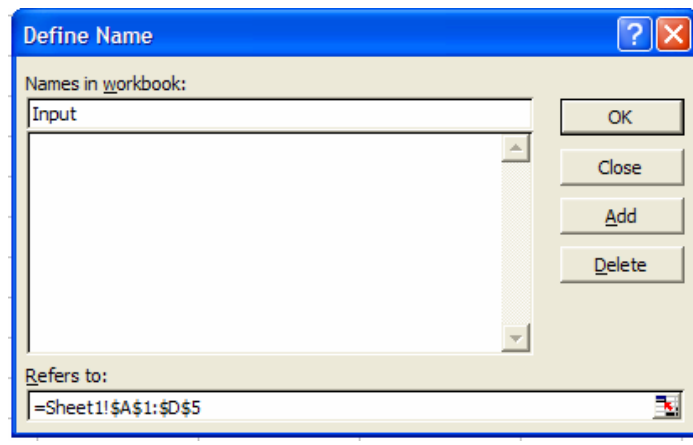 Define Name
Names in workbook:
Input
OK
Close
Add
Delete
Refers to:
=Sheet1!$A$1:$D$5